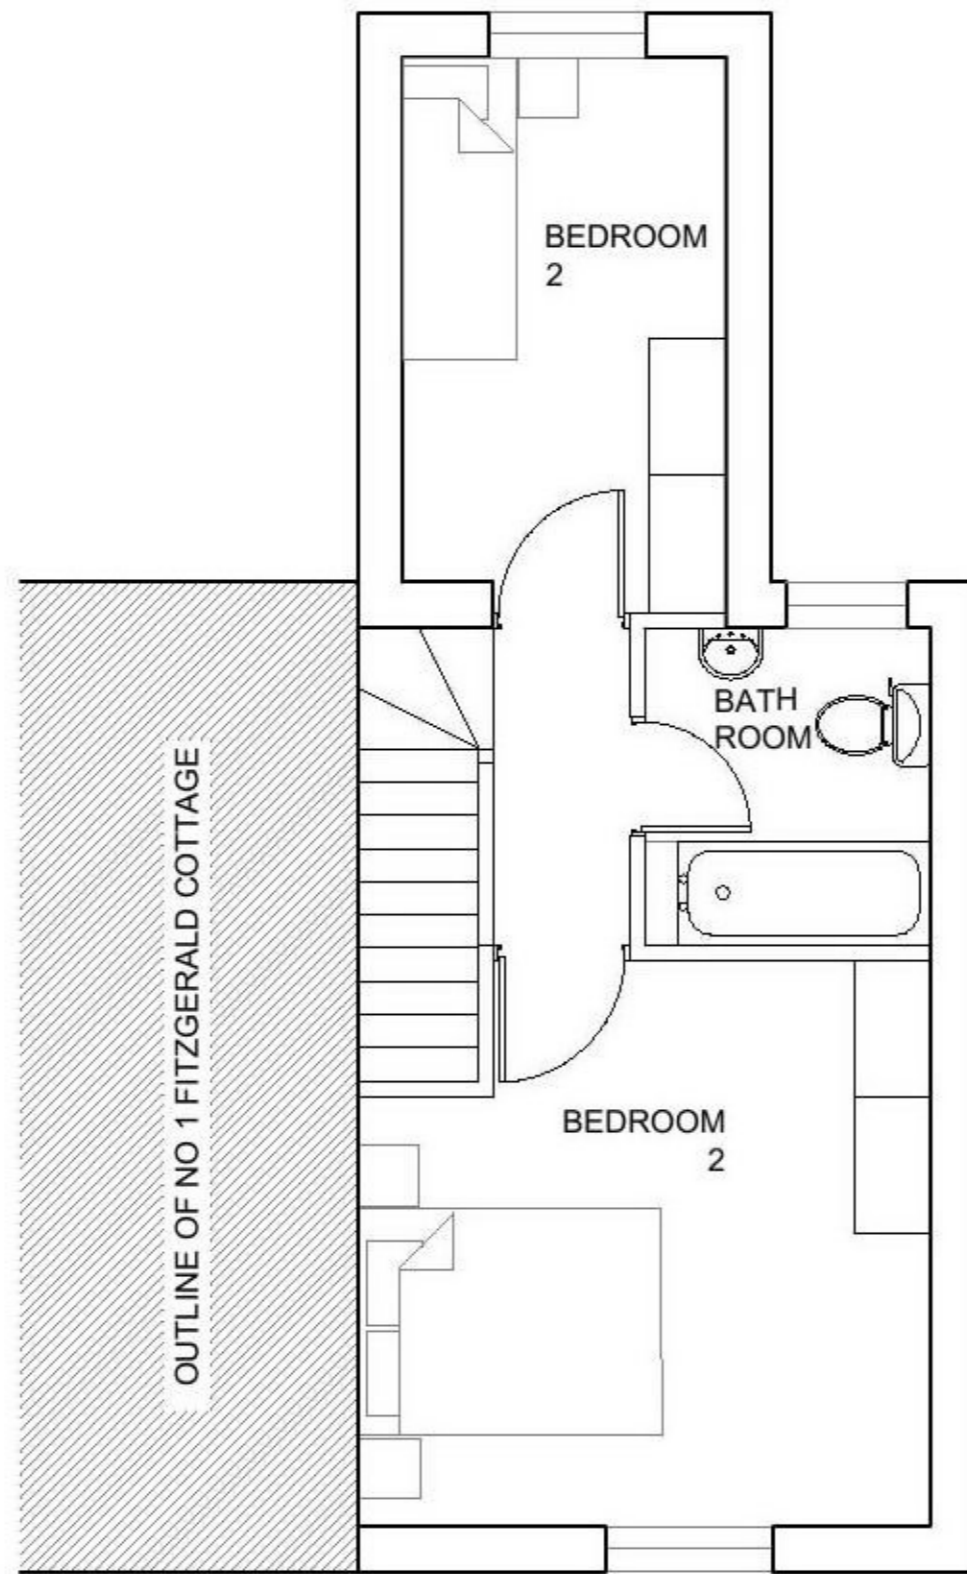 BEDROOM
2
BATH
ROOM
OUTLINE OF NO 1 FITZGERALD COTTAGE
BEDROOM
2